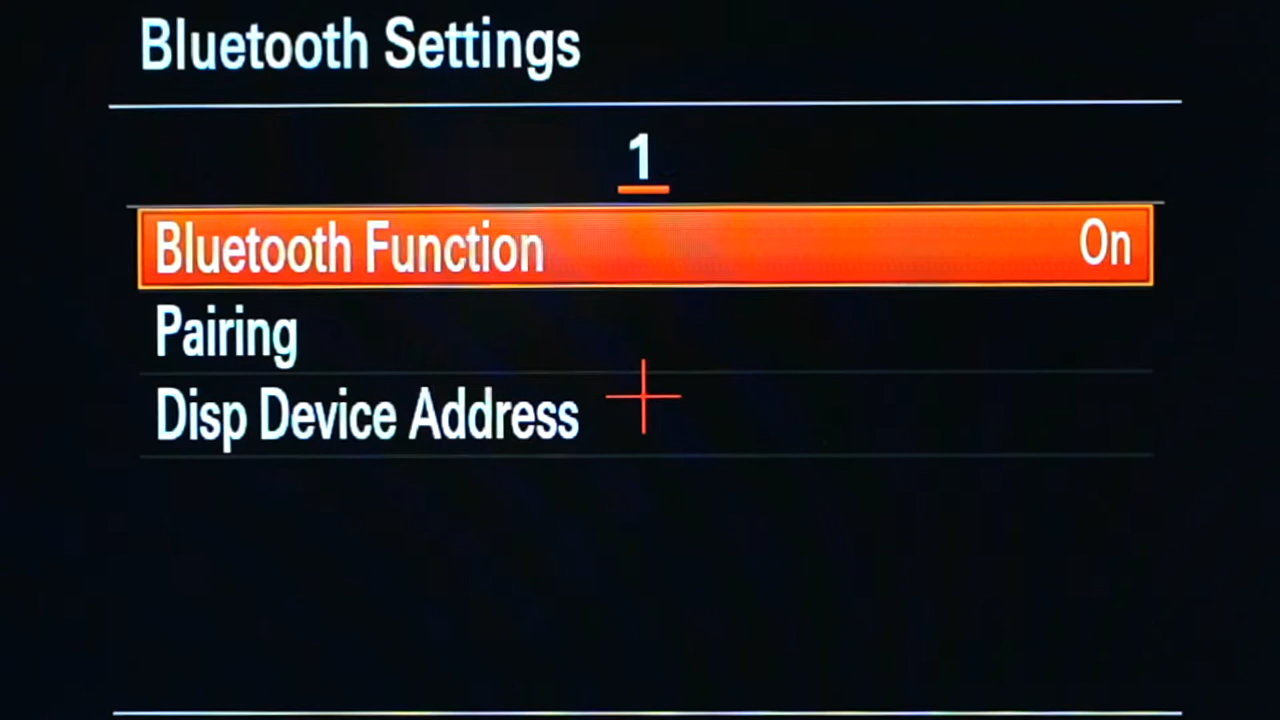 Bluetooth Settings
1
Bluetooth Function On
Pairing
Disp Device Address